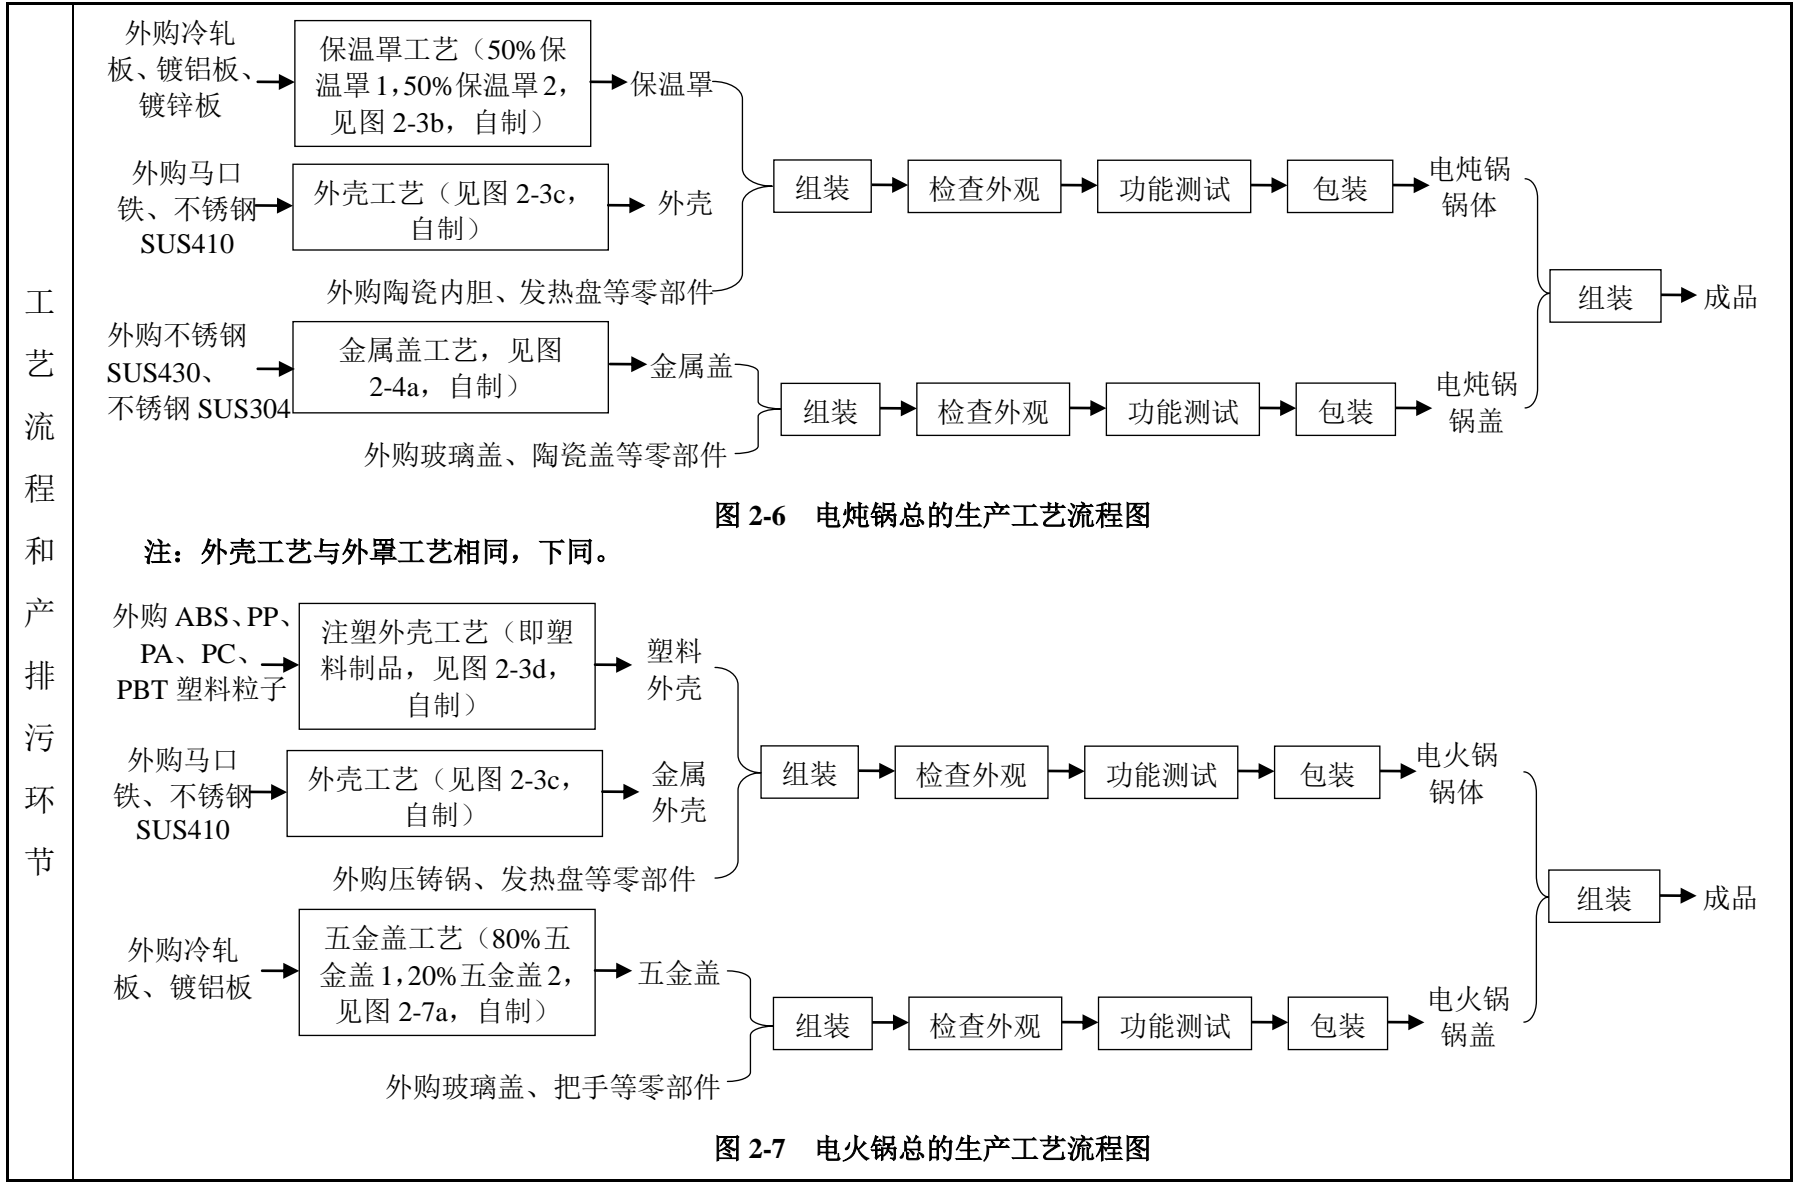 工
艺
流
程
和
产
排
污
环
节
外购冷轧
板、镀铝板、
镀锌板
保温罩工艺（50%保
温罩1,50%保温罩2，
见图 2-3b，自制）
保温罩
外购马口
铁、不锈钢
SUS410
外壳工艺（见图 2-3c，
自制）
外壳
外购陶瓷内胆、发热盘等零部件
组装
检查外观
功能测试
包装
电炖锅
锅体
外购不锈钢
SUS430、
不锈钢 SUS304
金属盖工艺，见图
2-4a，自制）
金属盖
外购玻璃盖、陶瓷盖等零部件
组装
检查外观
功能测试
包装
电炖锅
锅盖
组装
成品
图 2-6 电炖锅总的生产工艺流程图
注：外壳工艺与外罩工艺相同，下同。
外购 ABS、PP、
PA、PC、
PBT 塑料粒子
注塑外壳工艺（即塑
料制品，见图 2-3d，
自制）
塑料
外壳
外购马口
铁、不锈钢
SUS410
外壳工艺（见图 2-3c，
自制）
金属
外壳
外购压铸锅、发热盘等零部件
组装
检查外观
功能测试
包装
电火锅
锅体
外购冷轧
板、镀铝板
五金盖工艺（80%五
金盖1,20%五金盖2，
见图 2-7a，自制）
五金盖
外购玻璃盖、把手等零部件
组装
检查外观
功能测试
包装
电火锅
锅盖
组装
成品
图 2-7 电火锅总的生产工艺流程图